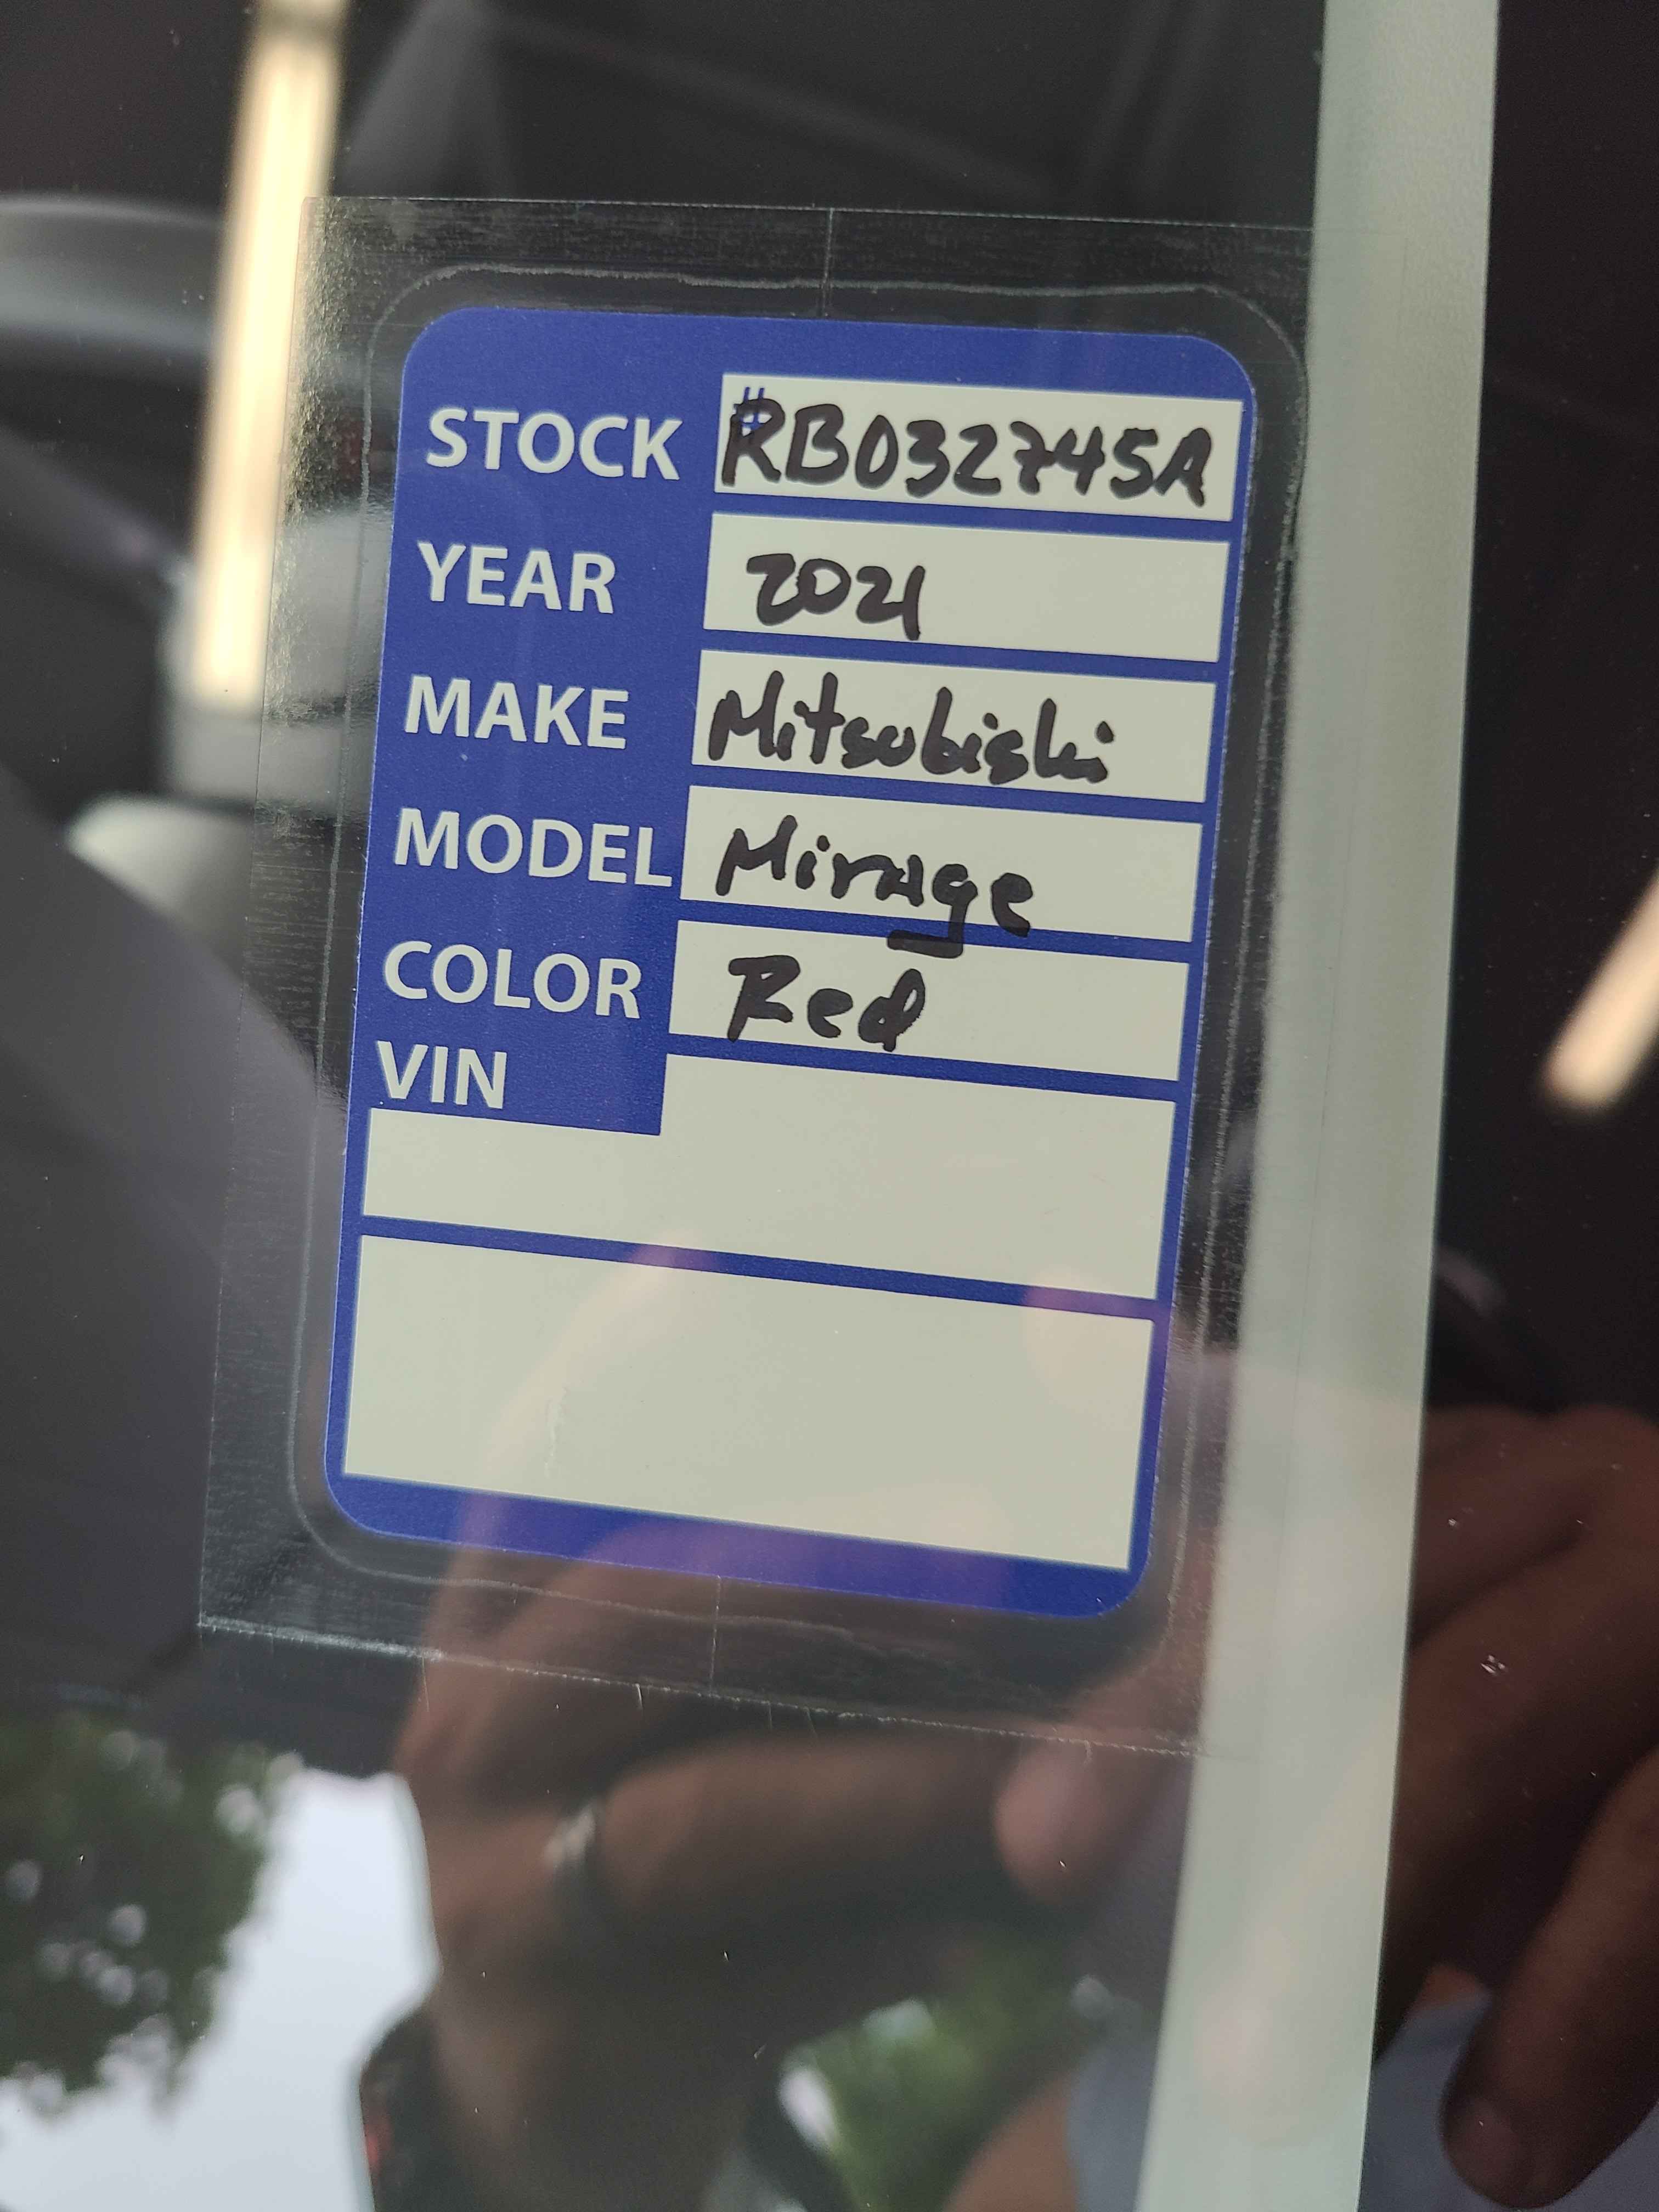 STOCK #RB032745A
YEAR 2021
MAKE Mitsubishi
MODEL Mirage
COLOR Red
VIN